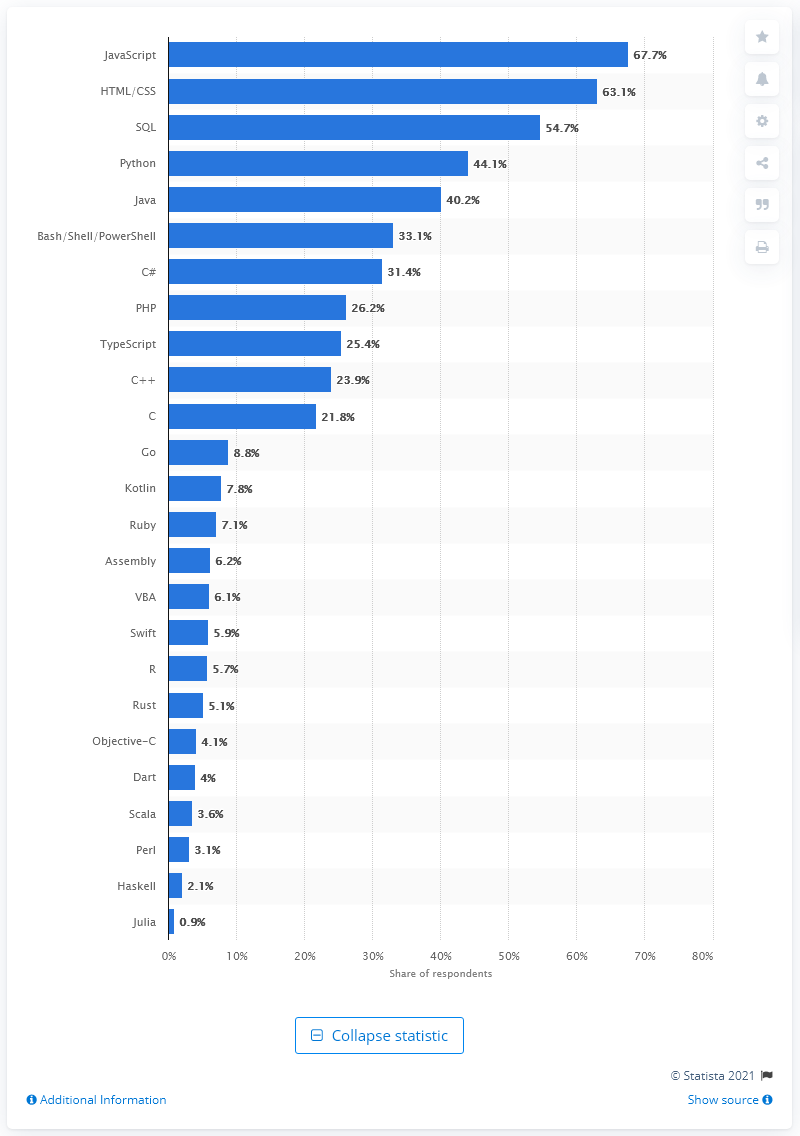 JavaScript 67.7%
HTML/CSS 63.1%
SQL 54.7%
Python 44.1%
Java 40.2%
Bash/Shell/PowerShell 33.1%
C# 31.4%
PHP 26.2%
TypeScript 25.4%
C++ 23.9%
C 21.8%
Go 8.8%
Kotlin 7.8%
Ruby 7.1%
Assembly 6.2%
VBA 6.1%
Swift 5.9%
R 5.7%
Rust 5.1%
Objective-C 4.1%
Dart 4%
Scala 3.6%
Perl 3.1%
Haskell 2.1%
Julia 0.9%
0% 10% 20% 30% 40% 50% 60% 70% 80%
Share of respondents
Collapse statistic
© Statista 2021
Additional Information Show source